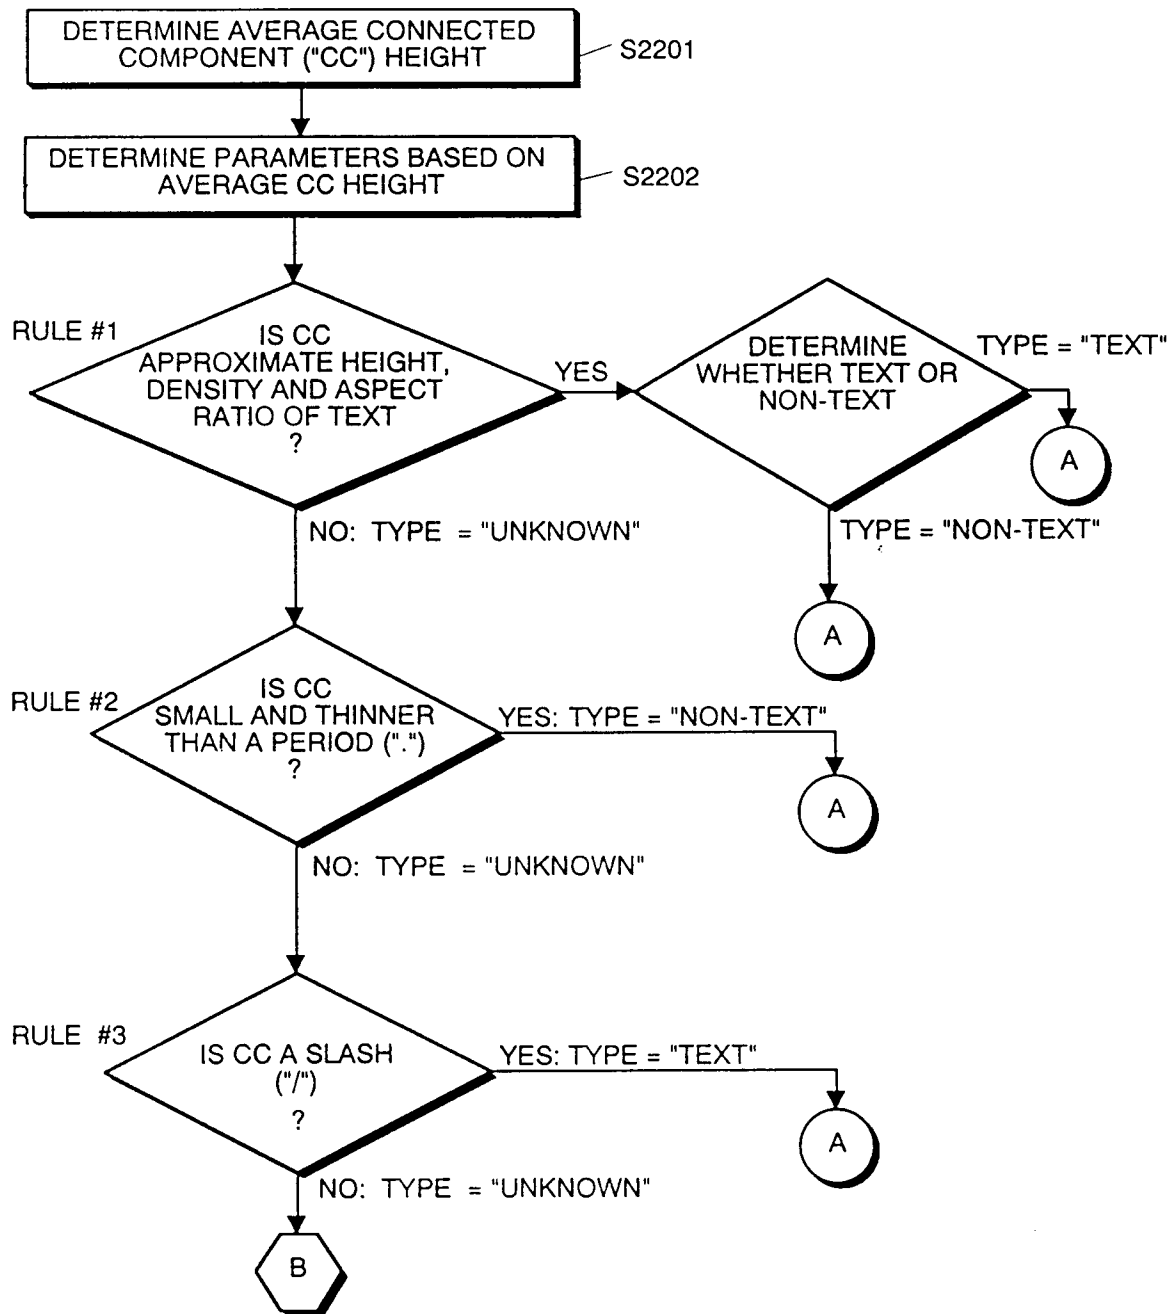 DETERMINE AVERAGE CONNECTED
COMPONENT ("CC") HEIGHT
S2201
DETERMINE PARAMETERS BASED ON
AVERAGE CC HEIGHT
S2202
RULE #1
IS CC
APPROXIMATE HEIGHT,
DENSITY AND ASPECT
RATIO OF TEXT
?
YES
DETERMINE
WHETHER TEXT OR
NON-TEXT
TYPE = "TEXT"
A
NO: TYPE = "UNKNOWN"
TYPE = "NON-TEXT"
A
RULE #2
IS CC
SMALL AND THINNER
THAN A PERIOD (".")
?
YES: TYPE = "NON-TEXT"
A
NO: TYPE = "UNKNOWN"
RULE #3
IS CC A SLASH
("/")
?
YES: TYPE = "TEXT"
A
NO: TYPE = "UNKNOWN"
B